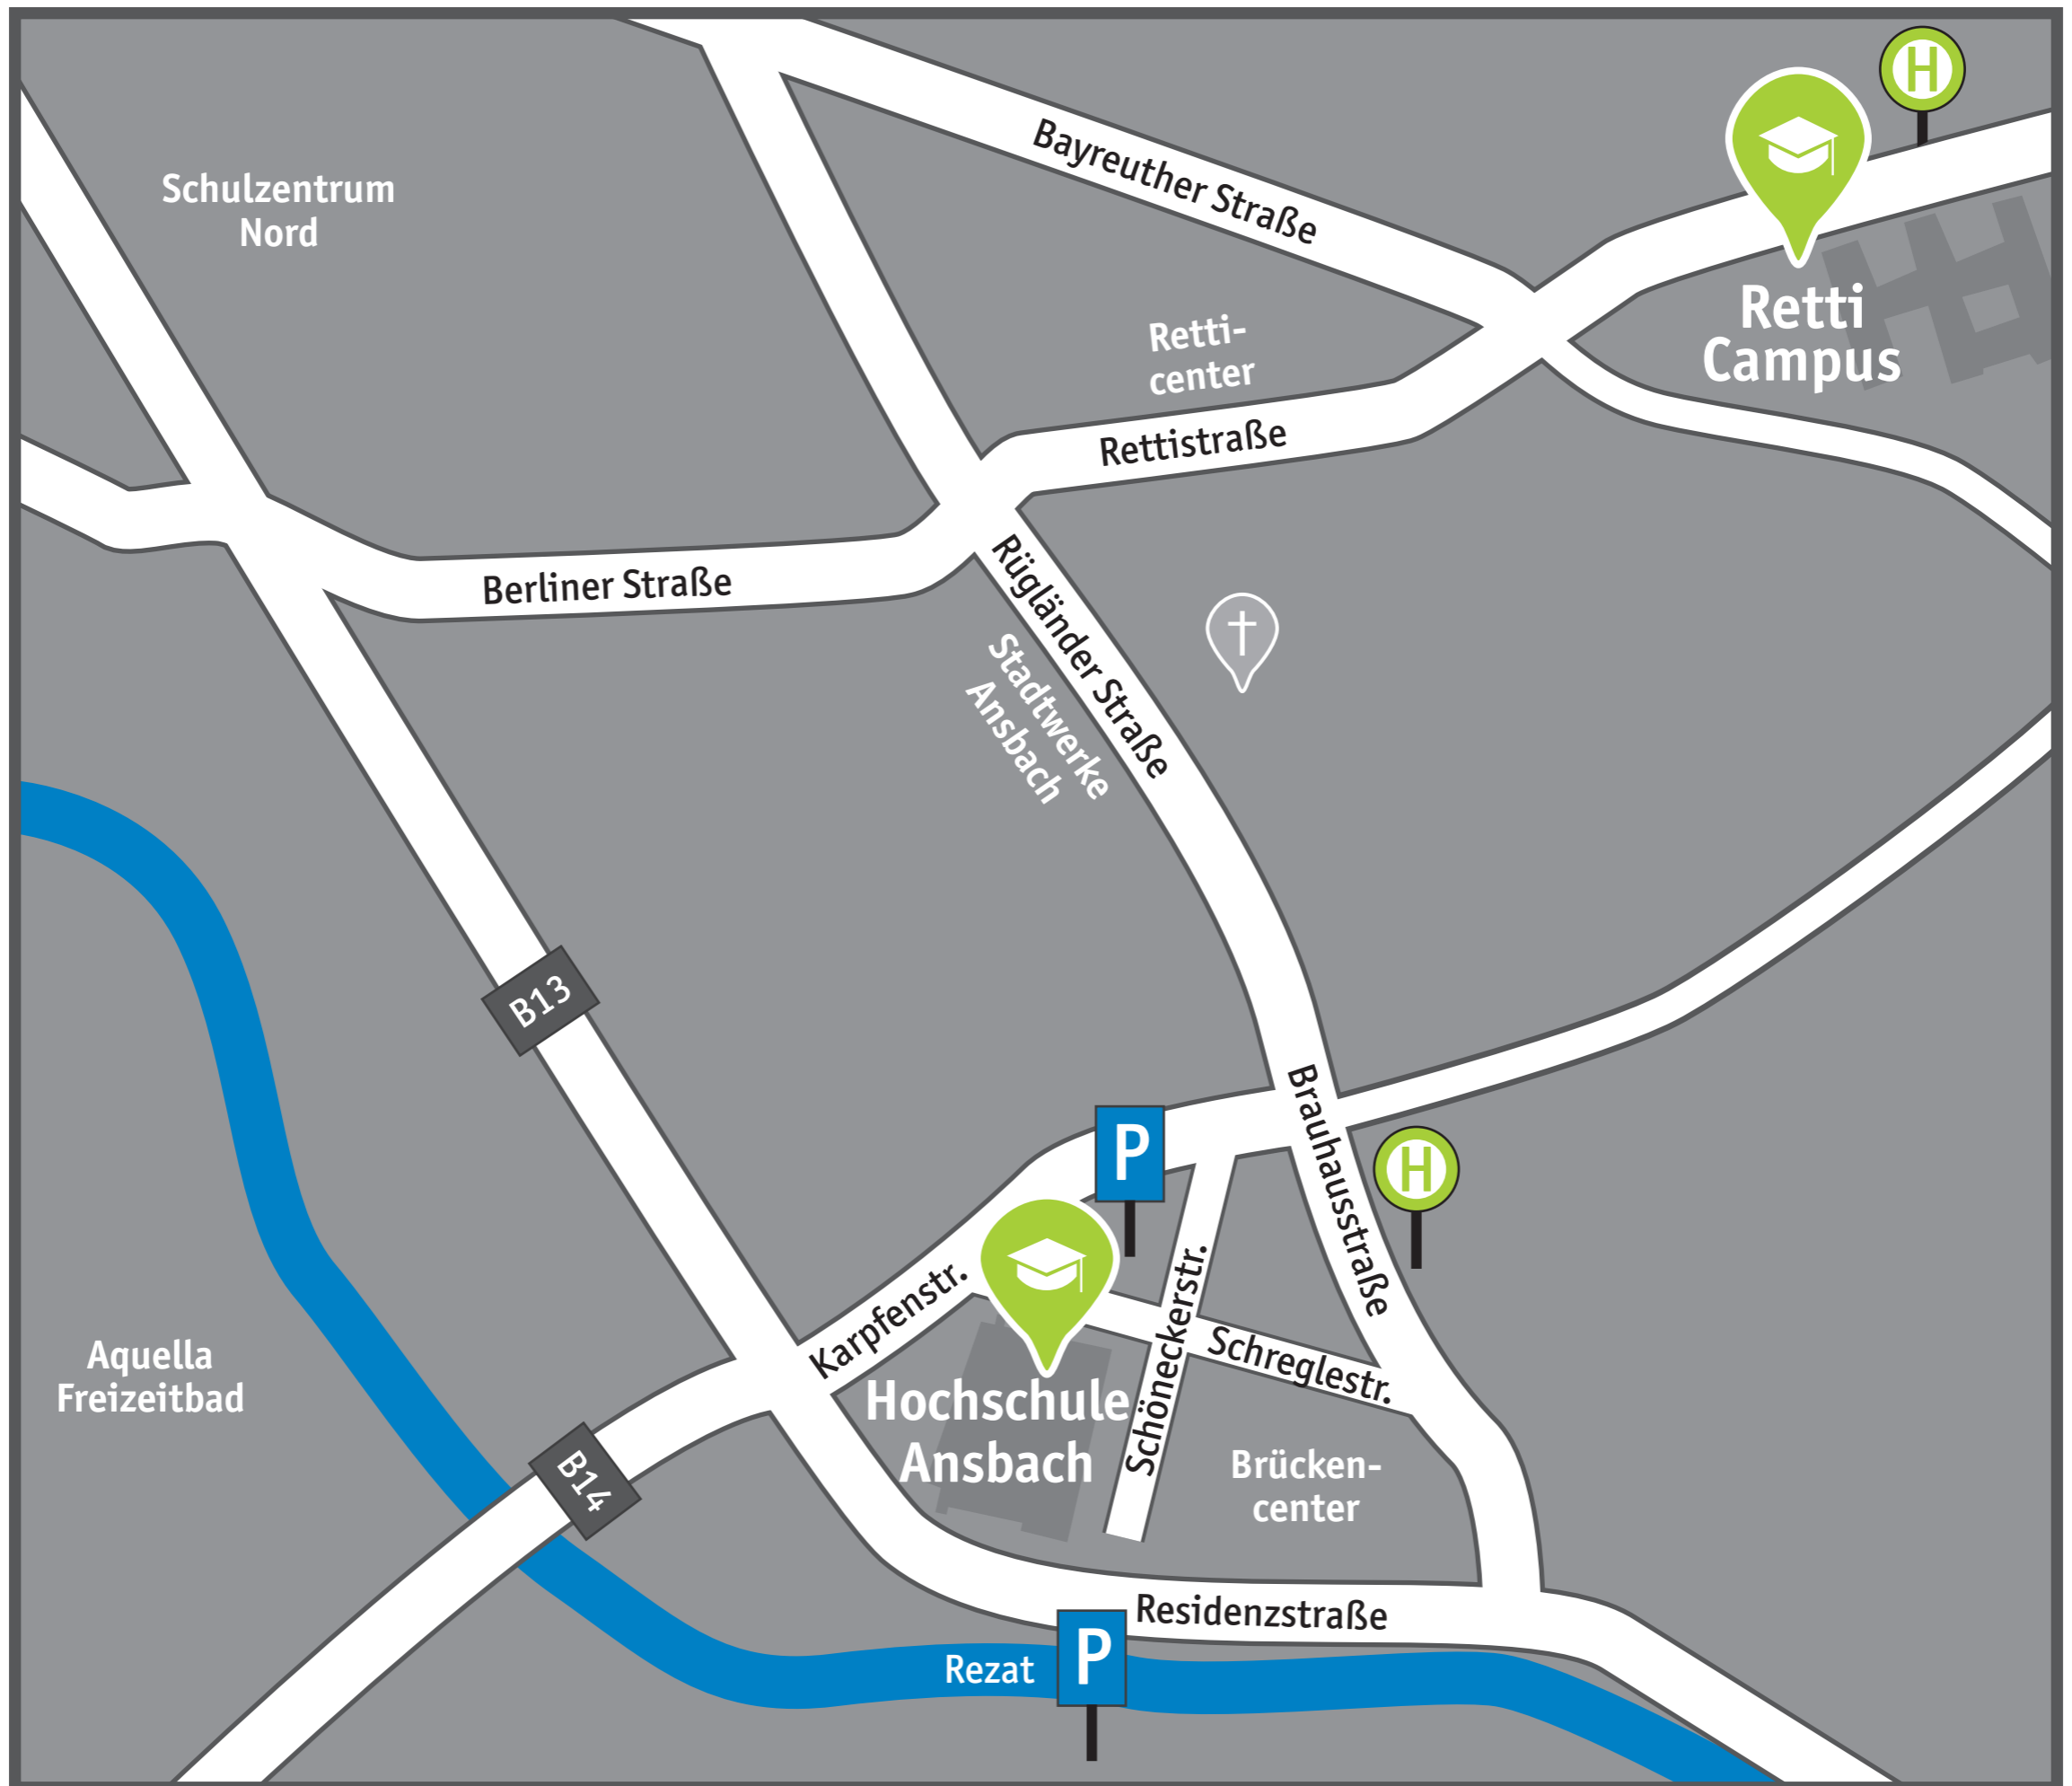 H
Bayreuther Straße
Schulzentrum
Nord
Retti
Campus
Retti-
center
Rettistraße
Berliner Straße
Rügländer Straße
Stadtwerke
Ansbach
B13
Brauhausstraße
P
H
Karpfenstr.
Schöneckerstr.
Schreglestr.
Aquella
Freizeitbad
Hochschule
Ansbach
B14
Brücken-
center
Residenzstraße
Rezat
P